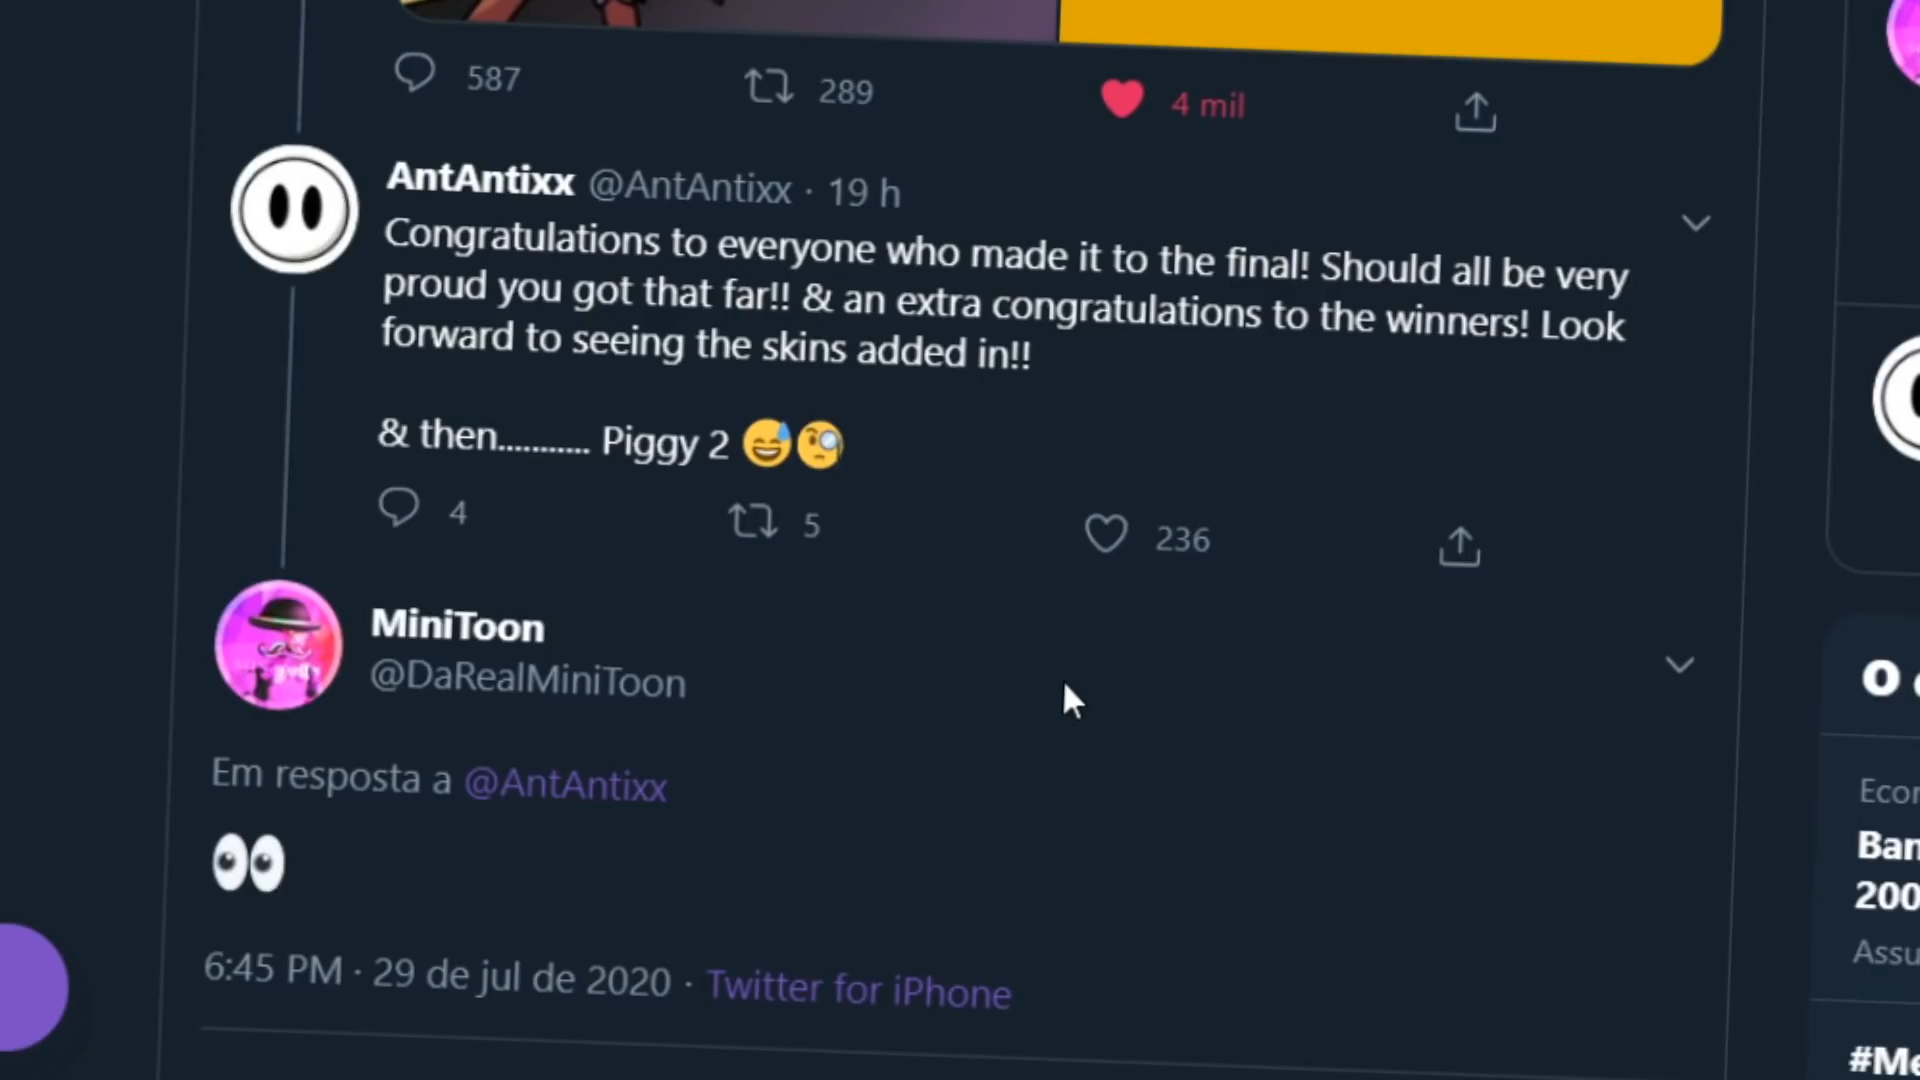 587 289 4 mil
AntAntixx @AntAntixx · 19 h
Congratulations to everyone who made it to the final! Should all be very
proud you got that far!! & an extra congratulations to the winners! Look
forward to seeing the skins added in!!
& then........... Piggy 2 😅🧐
4 5 236
MiniToon
@DaRealMiniToon
Em resposta a @AntAntixx
👀
6:45 PM · 29 de jul de 2020 · Twitter for iPhone
O
Ban
200